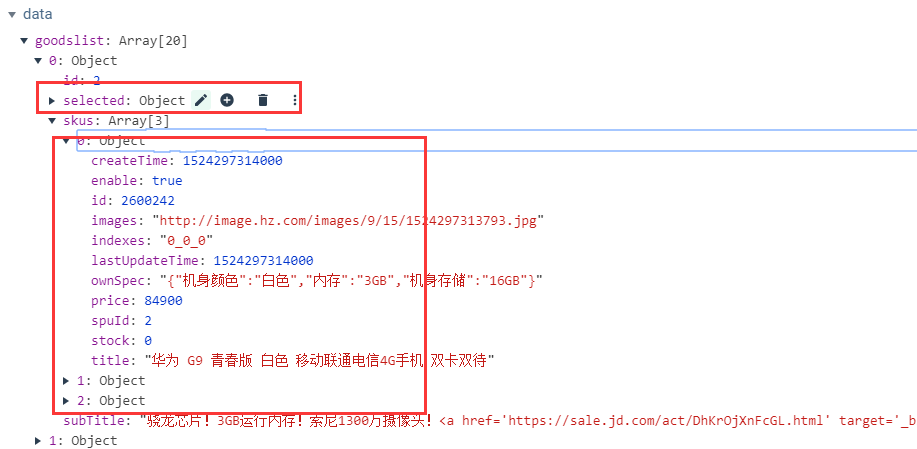 data
goodslist: Array[20]
0: Object
id: 2
selected: Object
skus: Array[3]
0: Object
createTime: 1524297314000
enable: true
id: 2600242
images: "http://image.hz.com/images/9/15/1524297313793.jpg"
indexes: "0_0_0"
lastUpdateTime: 1524297314000
ownSpec: "{"机身颜色":"白色","内存":"3GB","机身存储":"16GB"}"
price: 84900
spuId: 2
stock: 0
title: "华为 G9 青春版 白色 移动联通电信4G手机 双卡双待"
1: Object
2: Object
subTitle: "骁龙芯片！3GB运行内存！索尼1300万摄像头！<a href='https://sale.jd.com/act/DhKrOjXnFcGL.html' target='_b
1: Object